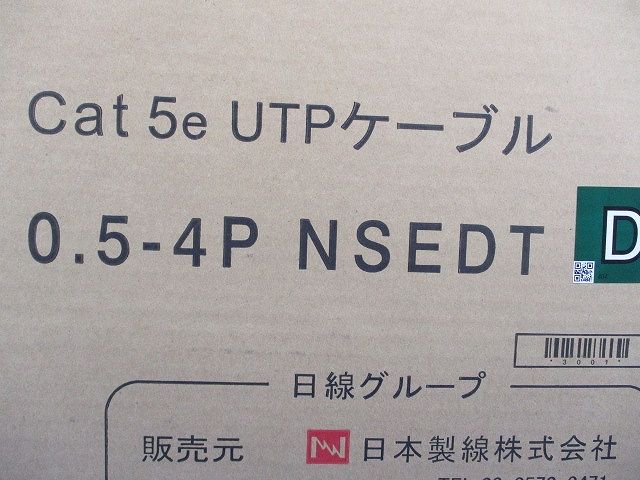 Cat 5e UTPケーブル
0.5-4P NSEDT
D
*3001*
日線グループ
販売元 日本製線株式会社